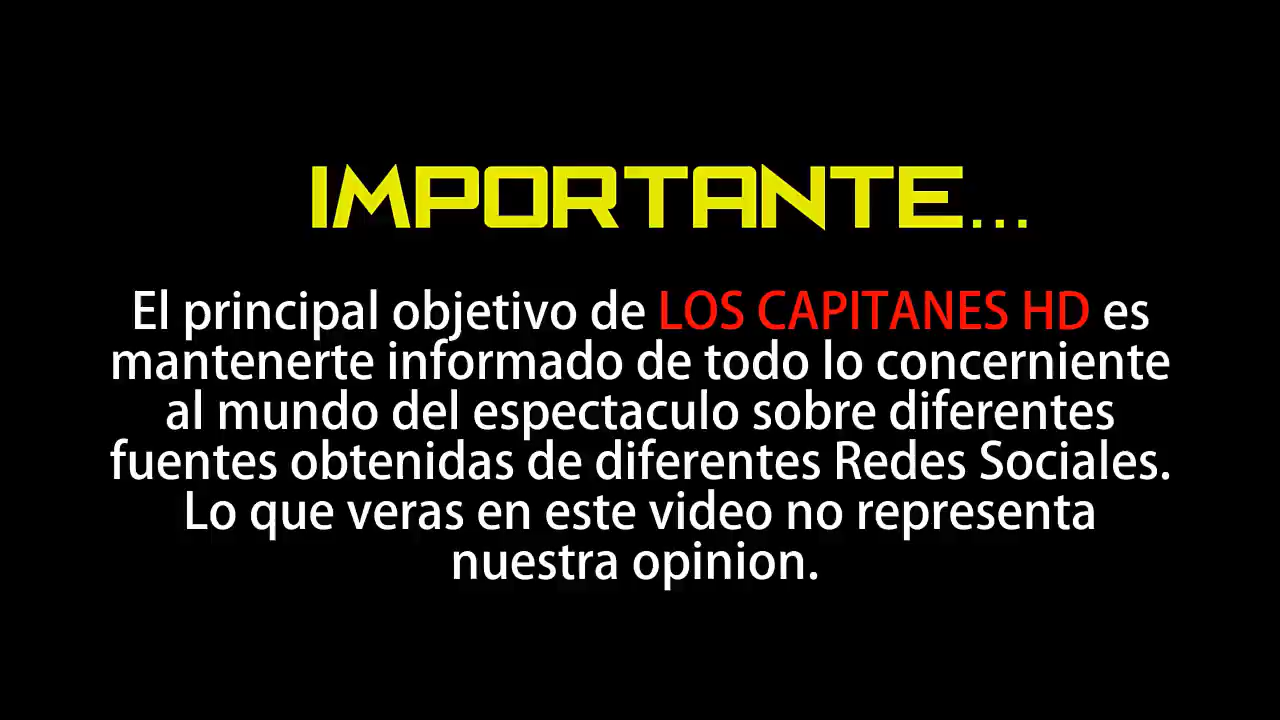 IMPORTANTE...
El principal objetivo de LOS CAPITANES HD es
mantenerte informado de todo lo concerniente
al mundo del espectaculo sobre diferentes
fuentes obtenidas de diferentes Redes Sociales.
Lo que veras en este video no representa
nuestra opinion.